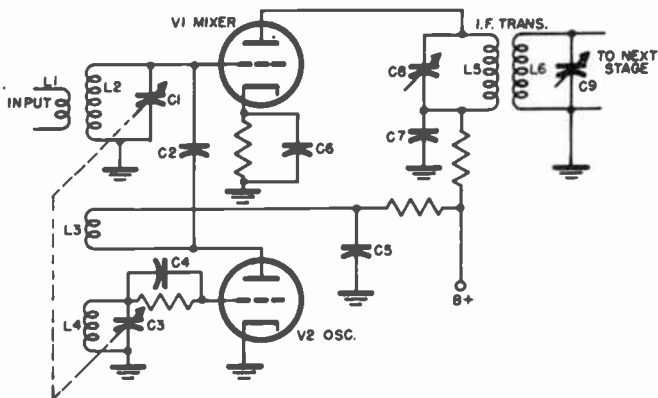 V1 MIXER
I.F. TRANS.
L1
INPUT
L2
C1
C2
C6
C8
C7
L5
L6
C9
TO NEXT
STAGE
L3
C4
C5
L4
C3
V2 OSC.
B+